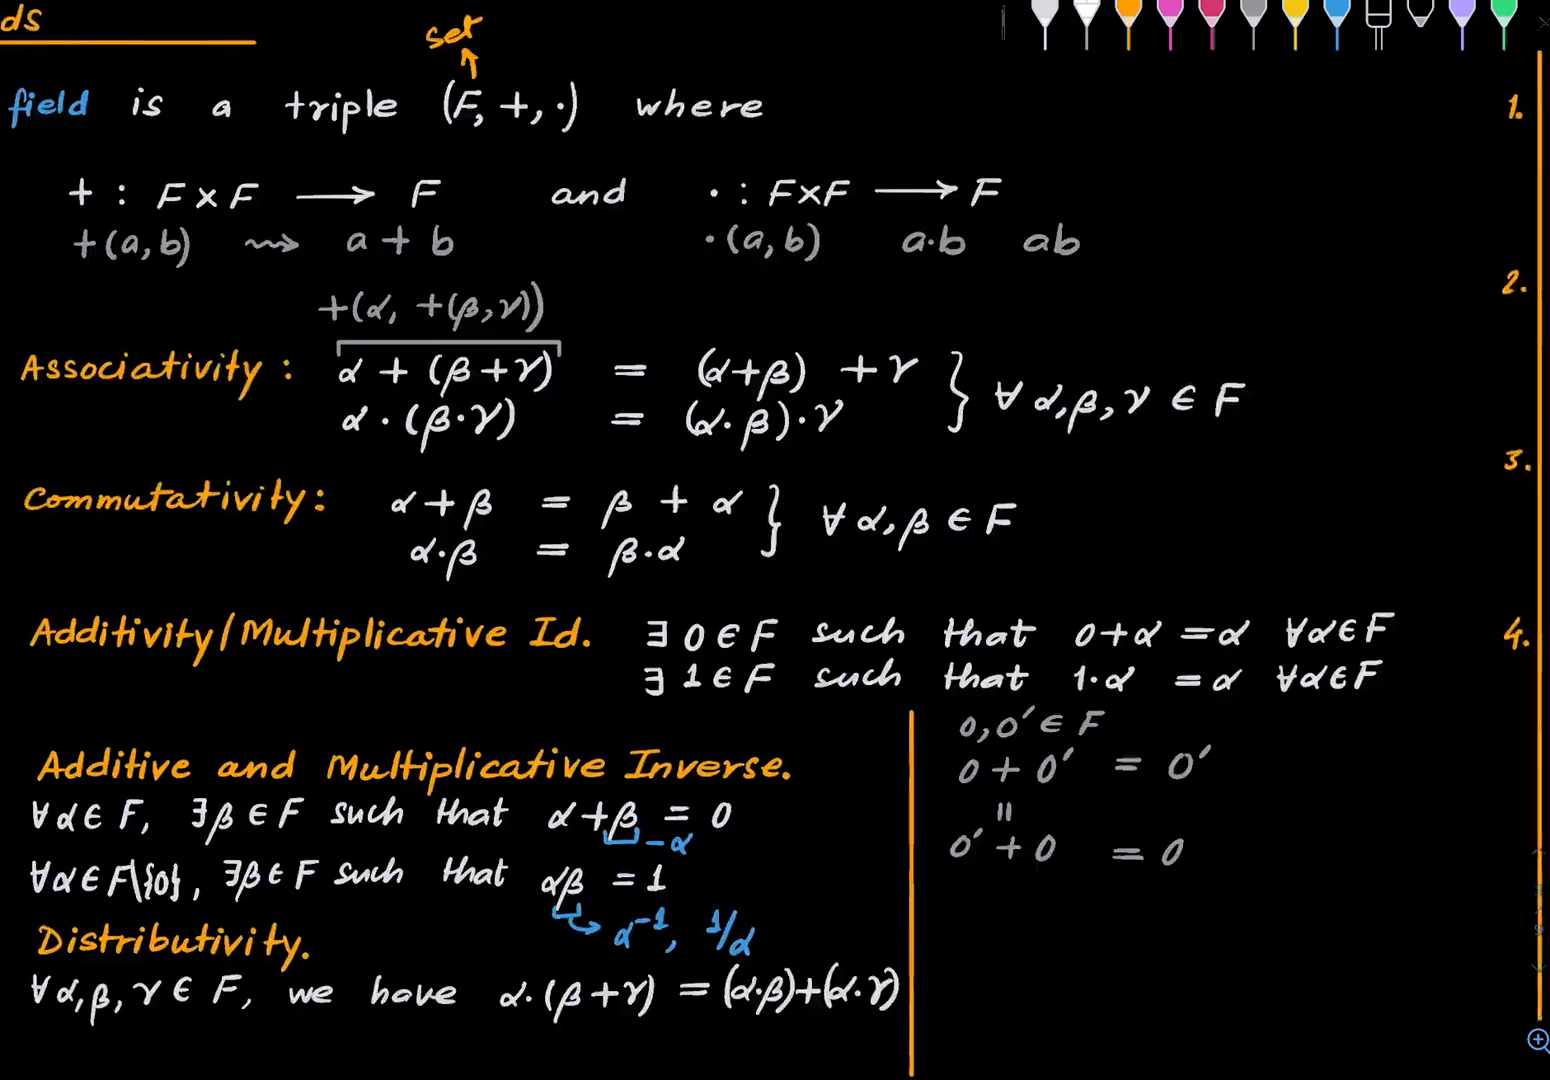 ds
set
field is a triple (F, +, ·) where
+ : F×F ⟶ F and · : F×F ⟶ F
+(a, b) ⇝ a + b ·(a, b) a·b ab
+(α, +(β,γ))
Associativity: α + (β+γ) = (α+β) + γ } ∀ α,β,γ ∈ F
α · (β·γ) = (α·β)·γ
Commutativity: α+β = β + α } ∀ α,β ∈ F
α·β = β·α
Additivity/Multiplicative Id. ∃ 0 ∈ F such that 0+α = α ∀α∈F
∃ 1 ∈ F such that 1·α = α ∀α∈F
Additive and Multiplicative Inverse.
∀α∈F, ∃β∈F such that α+β = 0
-α
∀α∈F\{0}, ∃β∈F such that αβ = 1
α⁻¹, 1/α
Distributivity.
∀α,β,γ ∈ F, we have α·(β+γ) = (α·β)+(α·γ)
0,0' ∈ F
0 + 0' = 0'
=
0' + 0 = 0
1.
2.
3.
4.